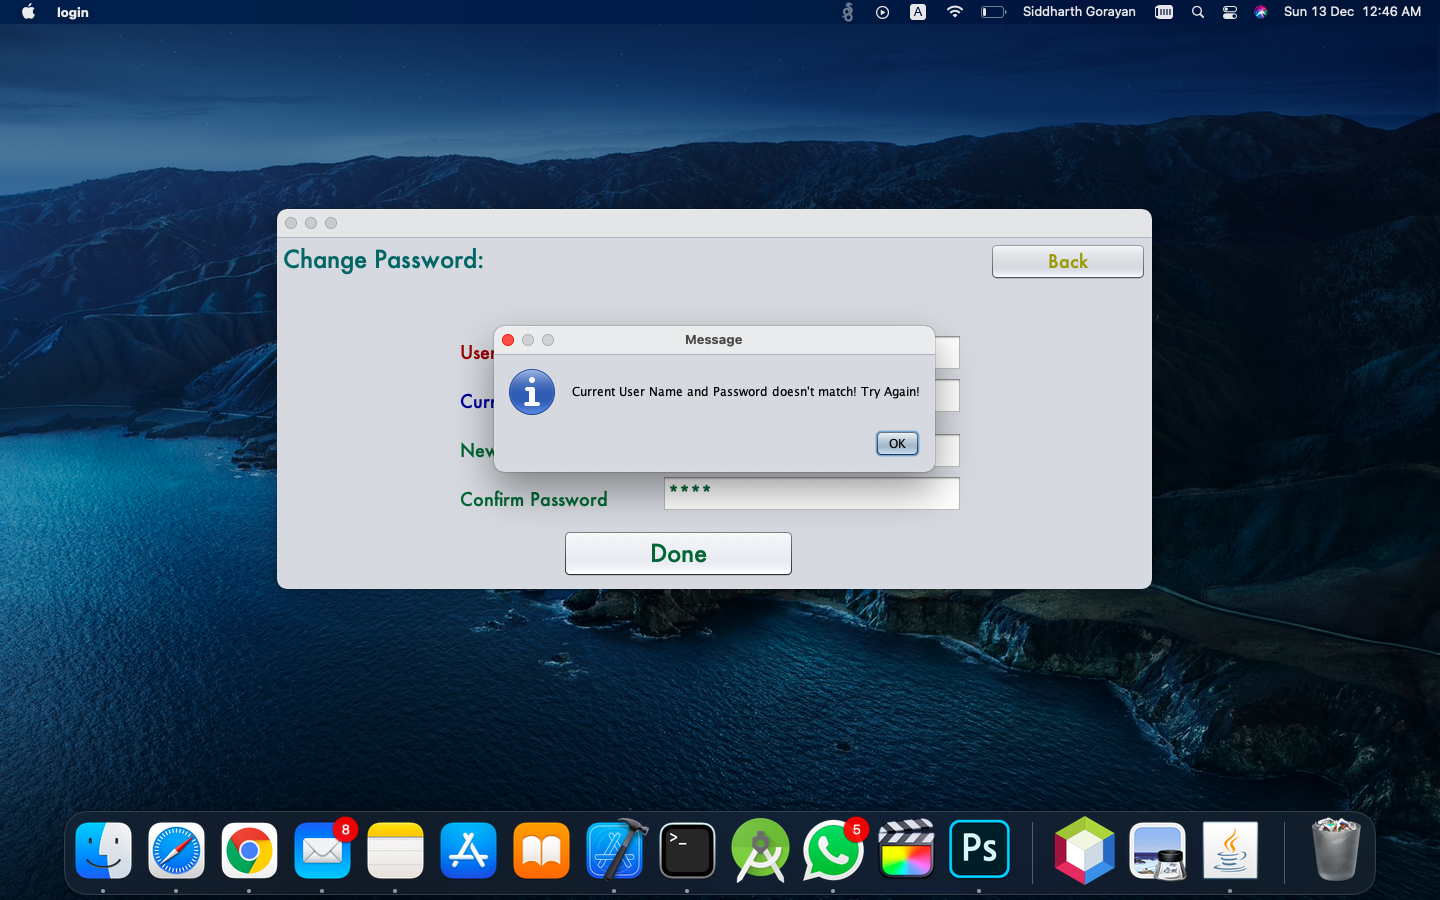 login
A
Siddharth Gorayan
Sun 13 Dec 12:46 AM
Change Password:
Back
Message
User
Current User Name and Password doesn't match! Try Again!
Curr
OK
New
Confirm Password
****
Done
8
>_
5
Ps